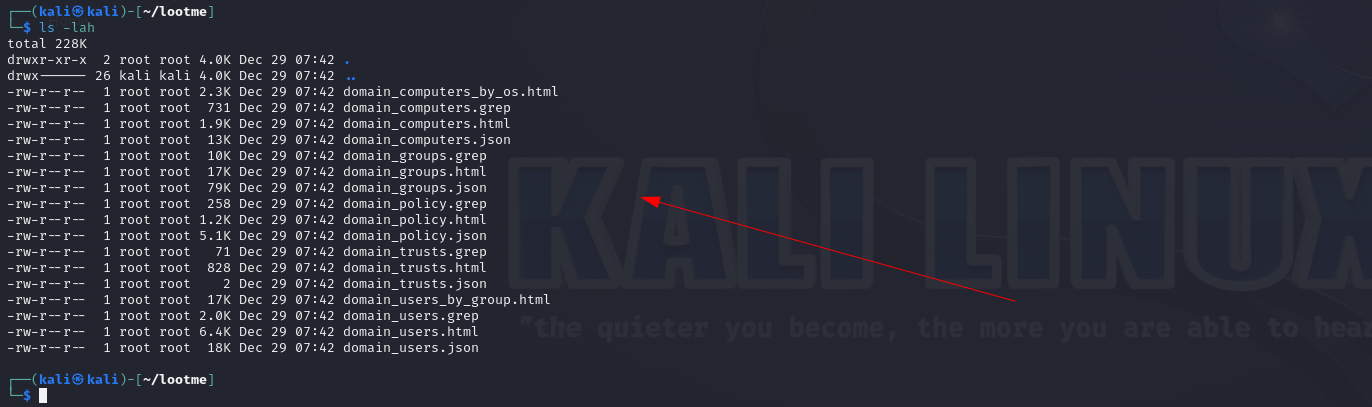 ┌──(kali㉿kali)-[~/lootme]
└─$ ls -lah
total 228K
drwxr-xr-x  2 root root 4.0K Dec 29 07:42 .
drwx------ 26 kali kali 4.0K Dec 29 07:42 ..
-rw-r--r--  1 root root 2.3K Dec 29 07:42 domain_computers_by_os.html
-rw-r--r--  1 root root  731 Dec 29 07:42 domain_computers.grep
-rw-r--r--  1 root root 1.9K Dec 29 07:42 domain_computers.html
-rw-r--r--  1 root root  13K Dec 29 07:42 domain_computers.json
-rw-r--r--  1 root root  10K Dec 29 07:42 domain_groups.grep
-rw-r--r--  1 root root  17K Dec 29 07:42 domain_groups.html
-rw-r--r--  1 root root  79K Dec 29 07:42 domain_groups.json
-rw-r--r--  1 root root  258 Dec 29 07:42 domain_policy.grep
-rw-r--r--  1 root root 1.2K Dec 29 07:42 domain_policy.html
-rw-r--r--  1 root root 5.1K Dec 29 07:42 domain_policy.json
-rw-r--r--  1 root root   71 Dec 29 07:42 domain_trusts.grep
-rw-r--r--  1 root root  828 Dec 29 07:42 domain_trusts.html
-rw-r--r--  1 root root    2 Dec 29 07:42 domain_trusts.json
-rw-r--r--  1 root root  17K Dec 29 07:42 domain_users_by_group.html
-rw-r--r--  1 root root 2.0K Dec 29 07:42 domain_users.grep
-rw-r--r--  1 root root 6.4K Dec 29 07:42 domain_users.html
-rw-r--r--  1 root root  18K Dec 29 07:42 domain_users.json
┌──(kali㉿kali)-[~/lootme]
└─$
KALI LINUX
"the quieter you become, the more you are able to hear